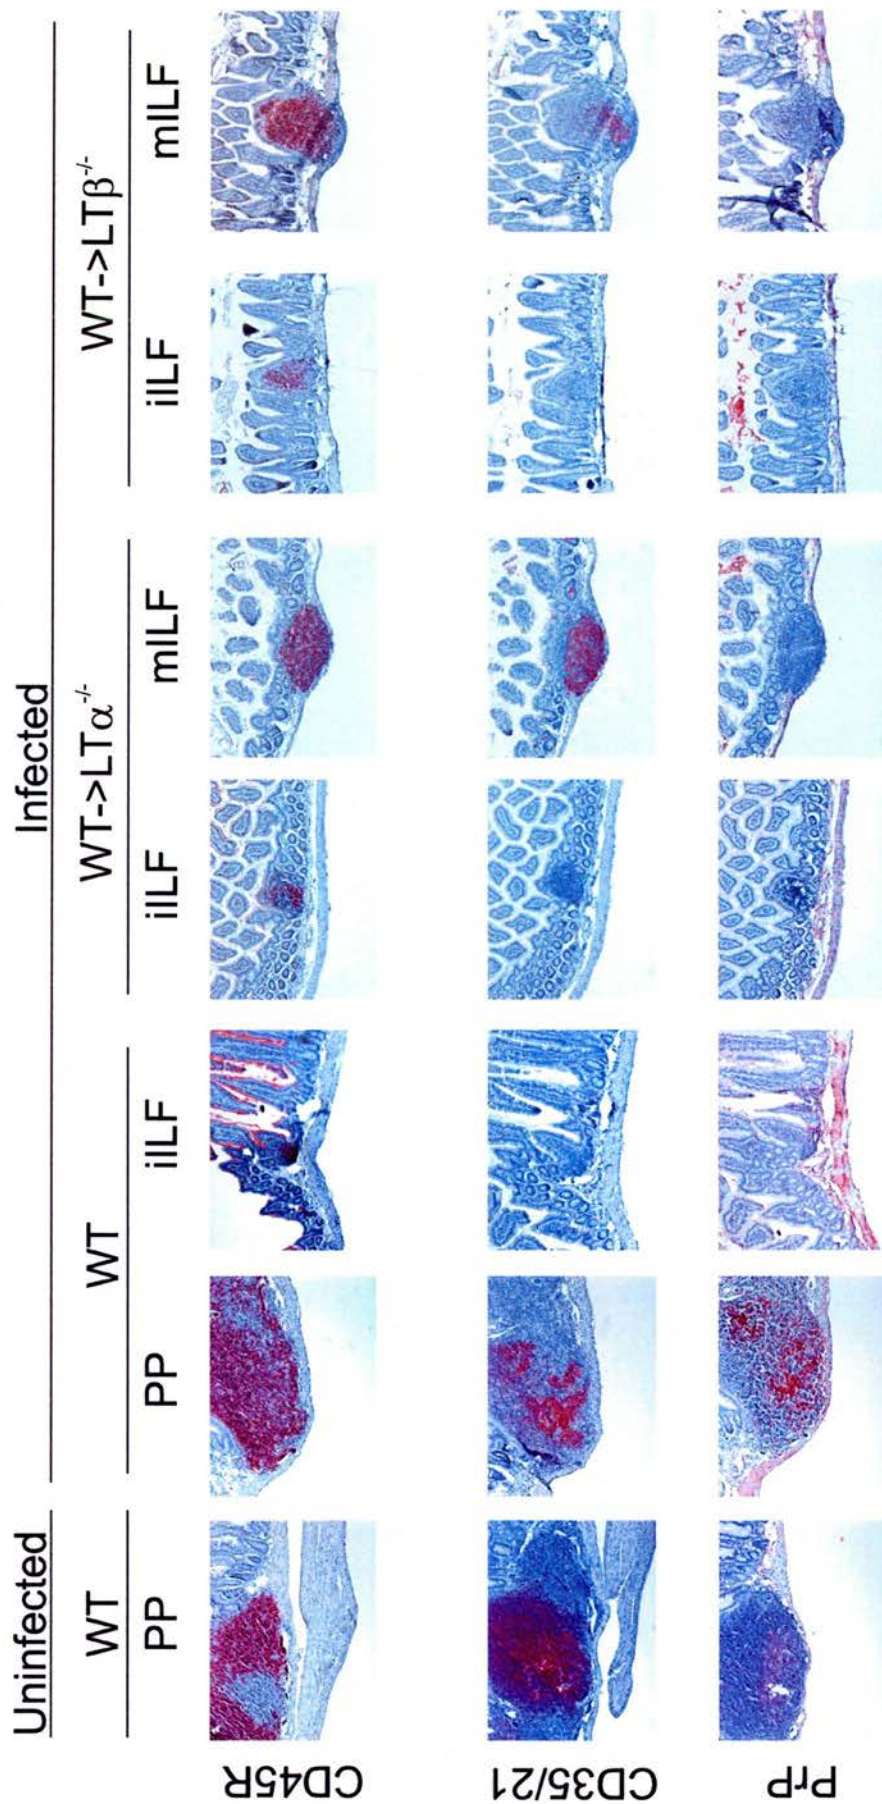 Uninfected Infected
WT WT WT->LTα-/- WT->LTβ-/-
PP PP iILF iILF mILF iILF mILF
CD45R
CD35/21
PrP